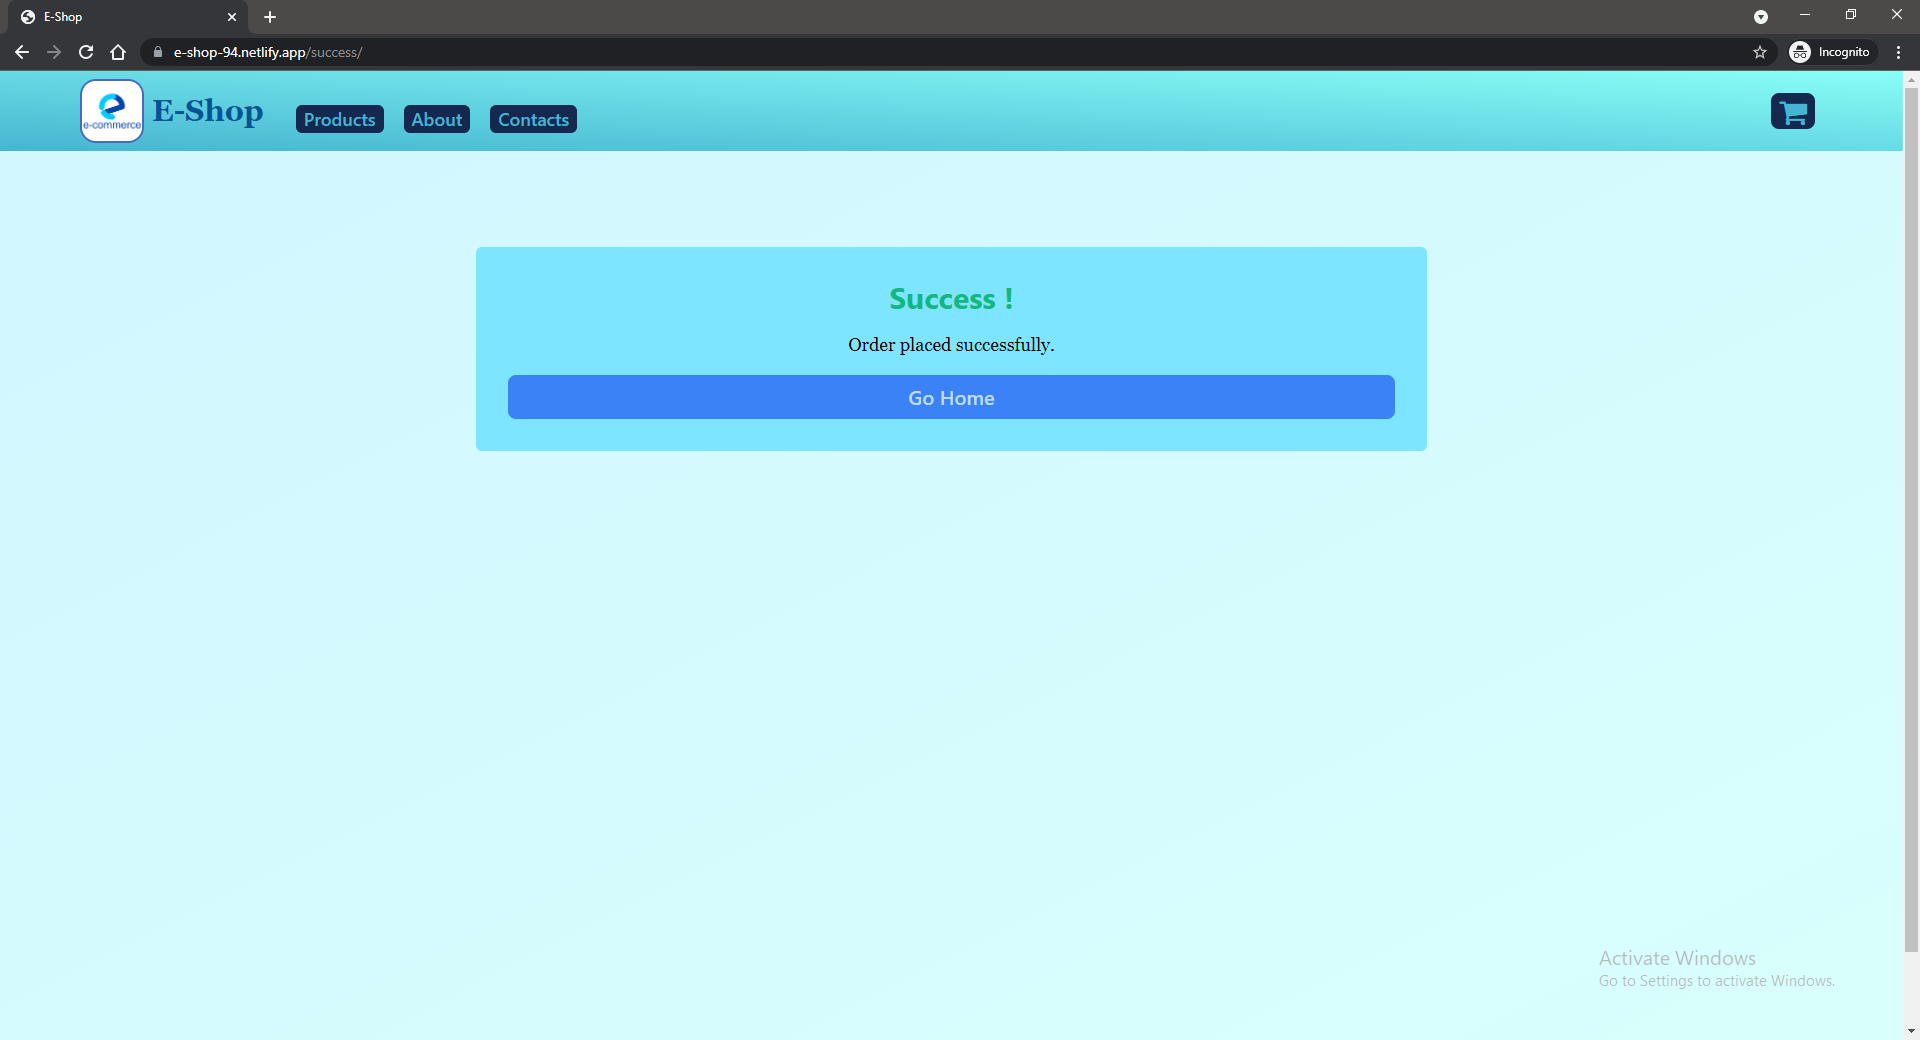 E-Shop
e-shop-94.netlify.app/success/
Incognito
e-commerce
E-Shop
Products
About
Contacts
Success !
Order placed successfully.
Go Home
Activate Windows
Go to Settings to activate Windows.